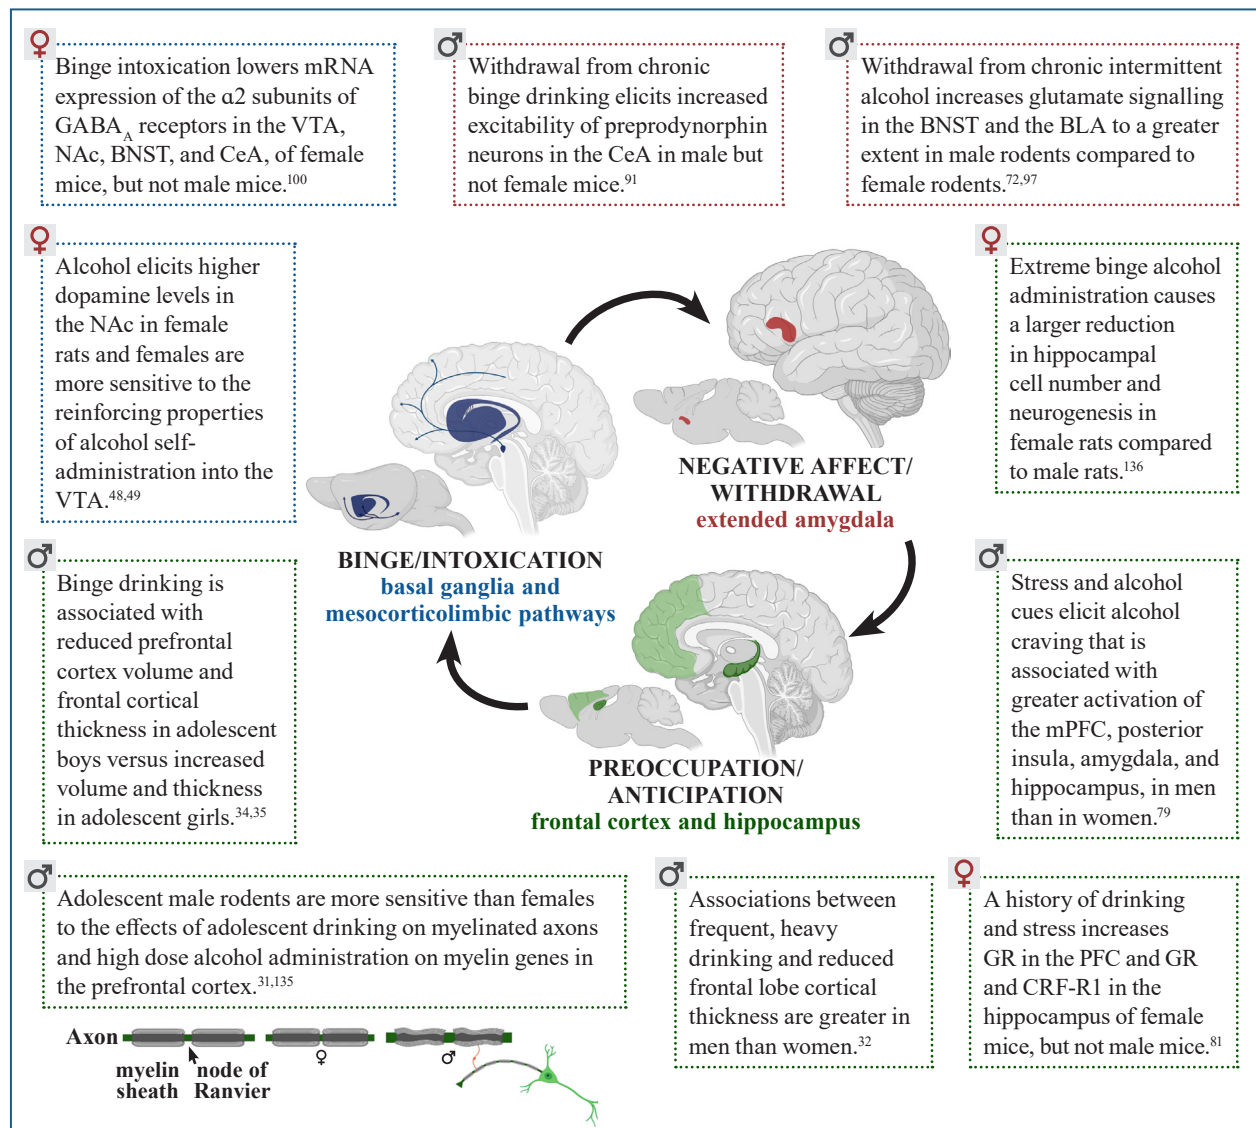 Binge intoxication lowers mRNA
expression of the α2 subunits of
GABA_A receptors in the VTA,
NAc, BNST, and CeA, of female
mice, but not male mice.100
Withdrawal from chronic
binge drinking elicits increased
excitability of preprodynorphin
neurons in the CeA in male but
not female mice.91
Withdrawal from chronic intermittent
alcohol increases glutamate signalling
in the BNST and the BLA to a greater
extent in male rodents compared to
female rodents.72,97
Alcohol elicits higher
dopamine levels in
the NAc in female
rats and females are
more sensitive to the
reinforcing properties
of alcohol self-
administration into the
VTA.48,49
Extreme binge alcohol
administration causes
a larger reduction
in hippocampal
cell number and
neurogenesis in
female rats compared
to male rats.136
NEGATIVE AFFECT/
WITHDRAWAL
extended amygdala
BINGE/INTOXICATION
basal ganglia and
mesocorticolimbic pathways
Binge drinking is
associated with
reduced prefrontal
cortex volume and
frontal cortical
thickness in adolescent
boys versus increased
volume and thickness
in adolescent girls.34,35
Stress and alcohol
cues elicit alcohol
craving that is
associated with
greater activation of
the mPFC, posterior
insula, amygdala, and
hippocampus, in men
than in women.79
PREOCCUPATION/
ANTICIPATION
frontal cortex and hippocampus
Adolescent male rodents are more sensitive than females
to the effects of adolescent drinking on myelinated axons
and high dose alcohol administration on myelin genes in
the prefrontal cortex.31,135
Associations between
frequent, heavy
drinking and reduced
frontal lobe cortical
thickness are greater in
men than women.32
A history of drinking
and stress increases
GR in the PFC and GR
and CRF-R1 in the
hippocampus of female
mice, but not male mice.81
Axon
myelin
sheath
node of
Ranvier